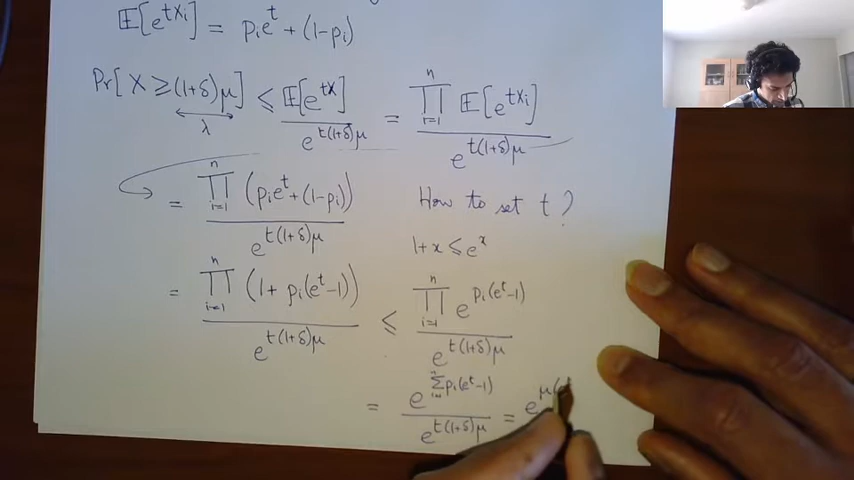 𝔼[e^{tX_i}] = p_i e^t + (1-p_i)
Pr[X ≥ (1+δ)μ] ≤ 𝔼[e^{tX}] / e^{t(1+δ)μ} = ∏_{i=1}^{n} 𝔼[e^{tX_i}] / e^{t(1+δ)μ}
λ
= ∏_{i=1}^{n} (p_i e^t + (1-p_i)) / e^{t(1+δ)μ}
How to set t?
1+x ≤ e^x
= ∏_{i=1}^{n} (1 + p_i(e^t-1)) / e^{t(1+δ)μ} ≤ ∏_{i=1}^{n} e^{p_i(e^t-1)} / e^{t(1+δ)μ}
= e^{∑_{i=1}^{n} p_i(e^t-1)} / e^{t(1+δ)μ} = e^{μ(